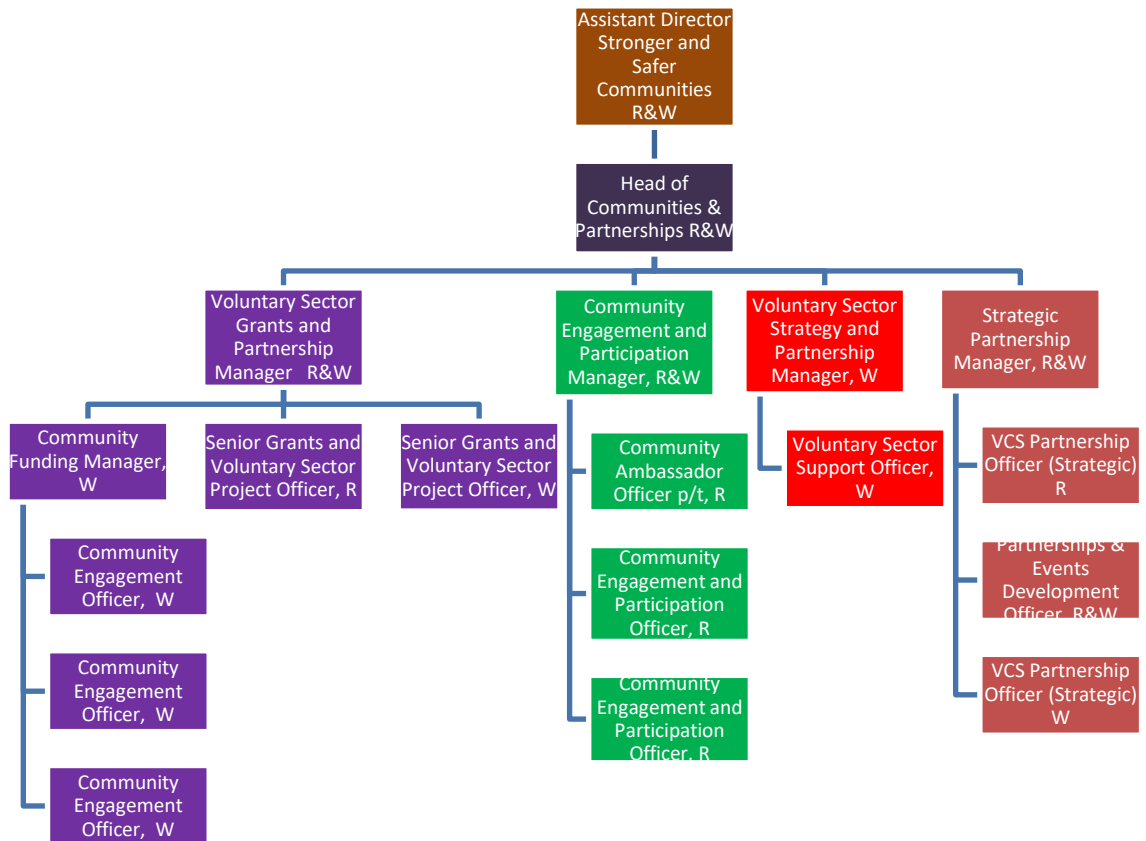 Assistant Director
Stronger and
Safer
Communities
R&W
Head of
Communities &
Partnerships R&W
Voluntary Sector
Grants and
Partnership
Manager R&W
Community
Engagement and
Participation
Manager, R&W
Voluntary Sector
Strategy and
Partnership
Manager, W
Strategic
Partnership
Manager, R&W
Community
Funding Manager,
W
Senior Grants and
Voluntary Sector
Project Officer, R
Senior Grants and
Voluntary Sector
Project Officer, W
Community
Ambassador
Officer p/t, R
Voluntary Sector
Support Officer,
W
VCS Partnership
Officer (Strategic)
R
Community
Engagement
Officer, W
Community
Engagement and
Participation
Officer, R
Partnerships &
Events
Development
Officer, R&W
Community
Engagement
Officer, W
Community
Engagement and
Participation
Officer, R
VCS Partnership
Officer (Strategic)
W
Community
Engagement
Officer, W